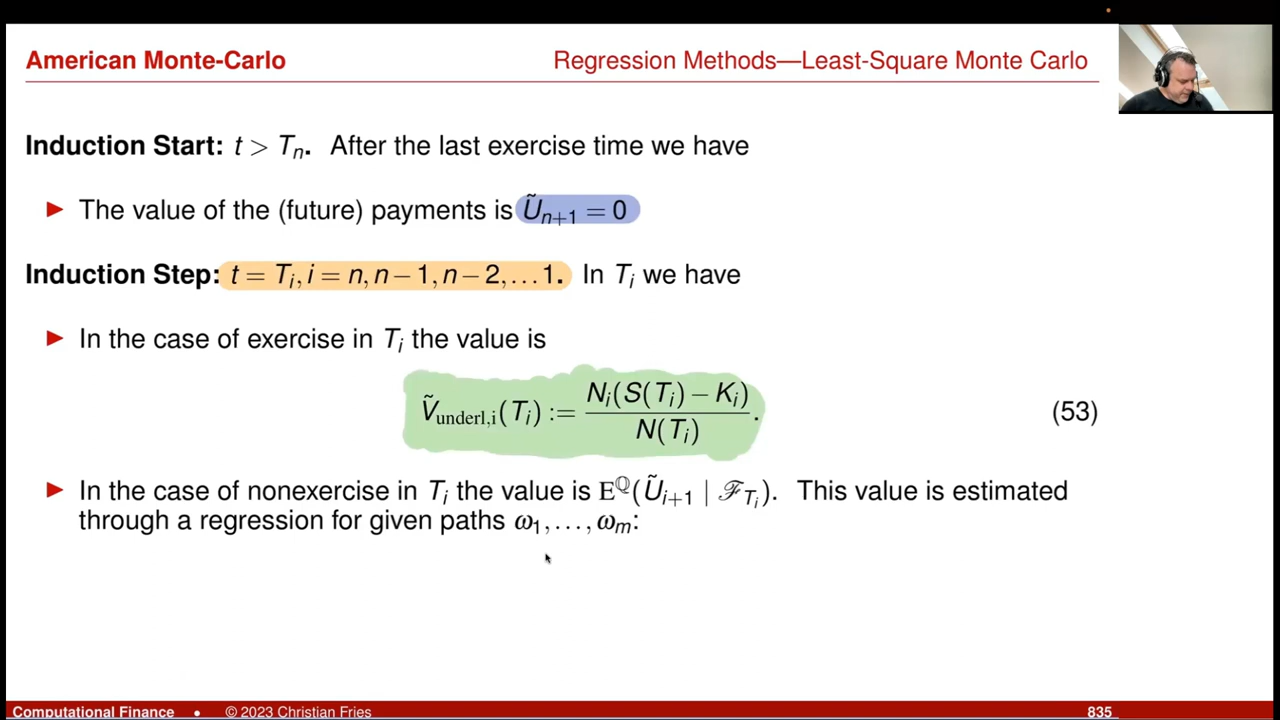 American Monte-Carlo
Regression Methods—Least-Square Monte Carlo
Induction Start: t > Tₙ. After the last exercise time we have
► The value of the (future) payments is Ũₙ₊₁ = 0
Induction Step: t = Tᵢ, i = n, n − 1, n − 2, ... 1. In Tᵢ we have
► In the case of exercise in Tᵢ the value is
Ṽ_underl,i(Tᵢ) := Nᵢ(S(Tᵢ) − Kᵢ) / N(Tᵢ). (53)
► In the case of nonexercise in Tᵢ the value is E^ℚ(Ũᵢ₊₁ | ℱ_Tᵢ). This value is estimated
through a regression for given paths ω₁, ..., ωₘ:
Computational Finance • © 2023 Christian Fries 835